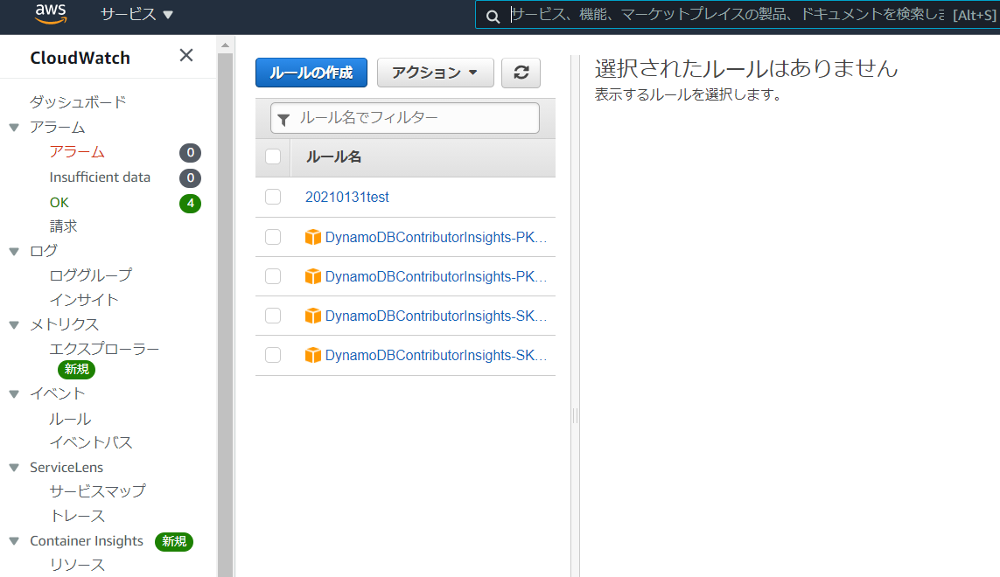 aws
サービス
サービス、機能、マーケットプレイスの製品、ドキュメントを検索しま
[Alt+S]
CloudWatch
ダッシュボード
アラーム
アラーム 0
Insufficient data 0
OK 4
請求
ログ
ロググループ
インサイト
メトリクス
エクスプローラー
新規
イベント
ルール
イベントバス
ServiceLens
サービスマップ
トレース
Container Insights 新規
リソース
ルールの作成 アクション
ルール名でフィルター
ルール名
20210131test
DynamoDBContributorInsights-PK...
DynamoDBContributorInsights-PK...
DynamoDBContributorInsights-SK...
DynamoDBContributorInsights-SK...
選択されたルールはありません
表示するルールを選択します。